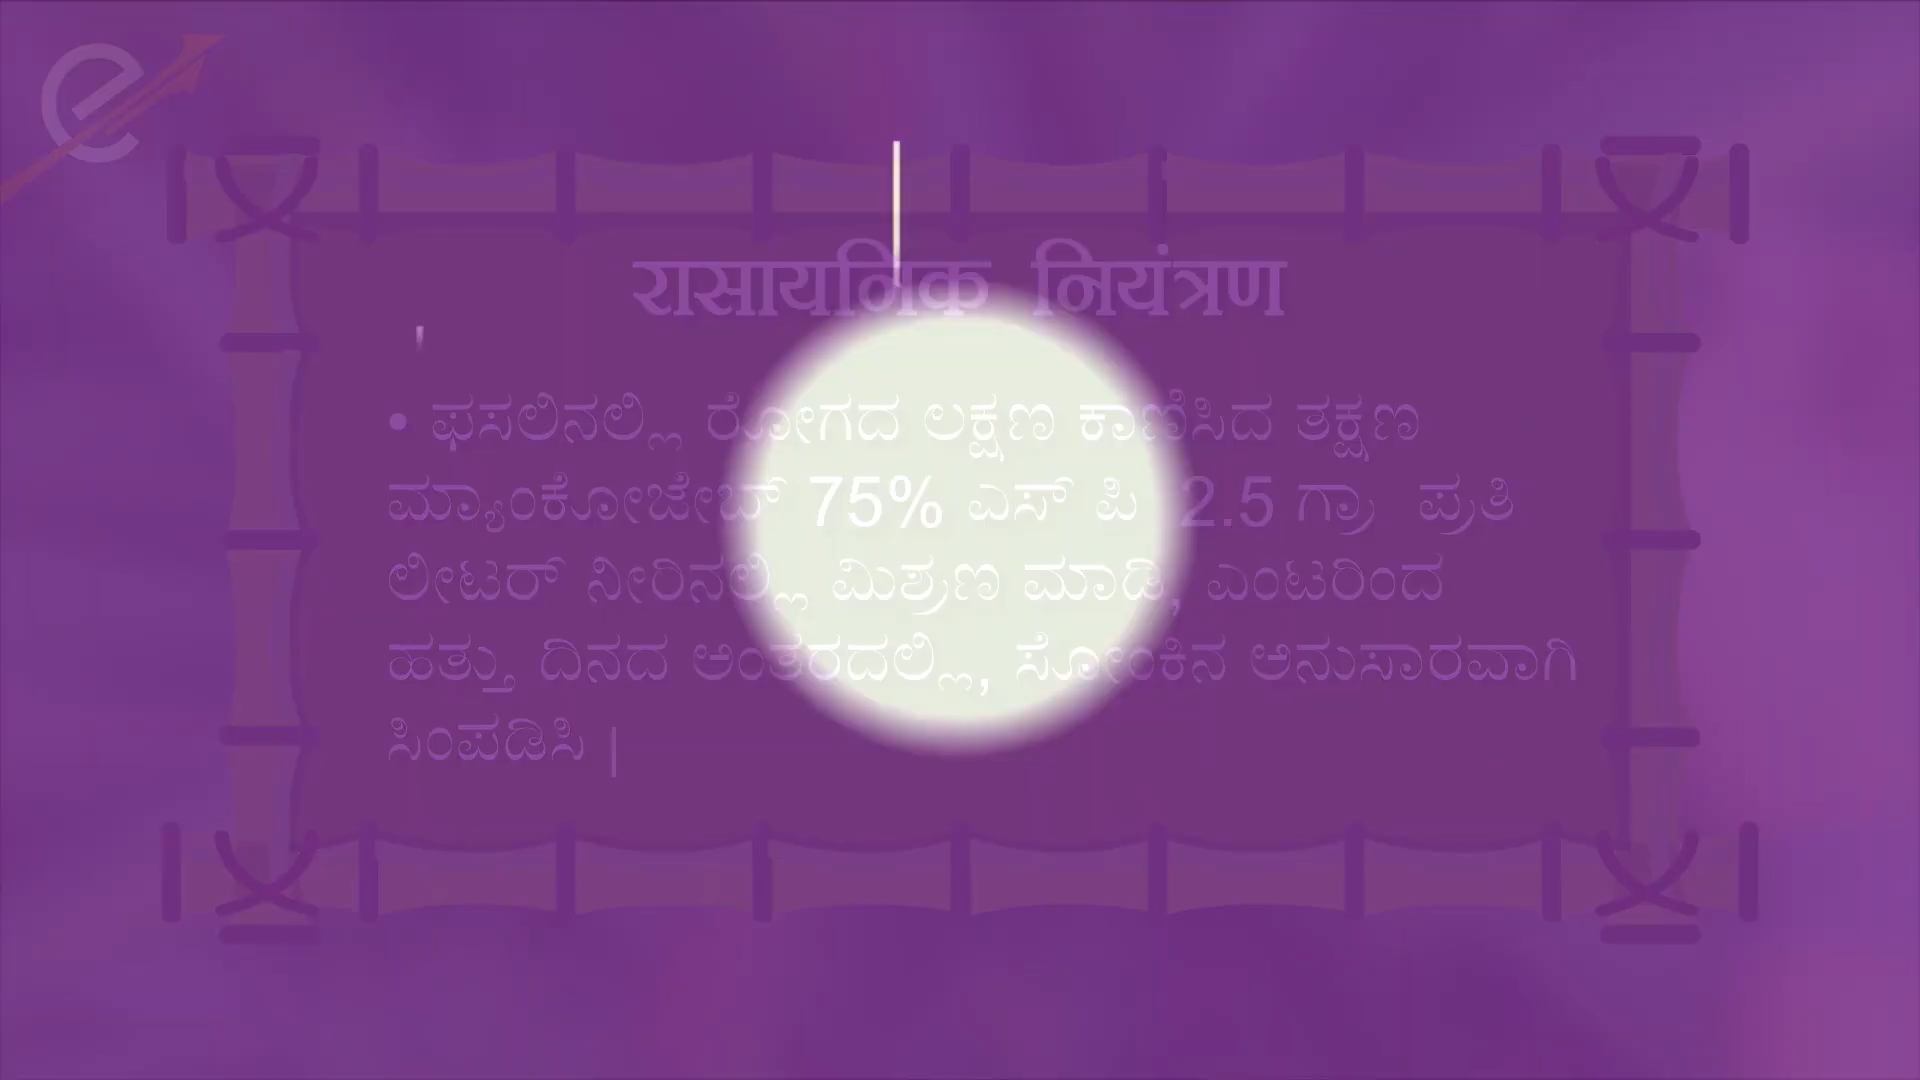 रासायनिक नियंत्रण
• ಫಸಲಿನಲ್ಲಿ ರೋಗದ ಲಕ್ಷಣ ಕಾಣಿಸಿದ ತಕ್ಷಣ
ಮ್ಯಾಂಕೋಜೇಬ್ 75% ಎಸ್ ಪಿ 2.5 ಗ್ರಾ ಪ್ರತಿ
ಲೀಟರ್ ನೀರಿನಲ್ಲಿ ಮಿಶ್ರಣ ಮಾಡಿ, ಎಂಟರಿಂದ
ಹತ್ತು ದಿನದ ಅಂತರದಲ್ಲಿ, ಸೋಂಕಿನ ಅನುಸಾರವಾಗಿ
ಸಿಂಪಡಿಸಿ |